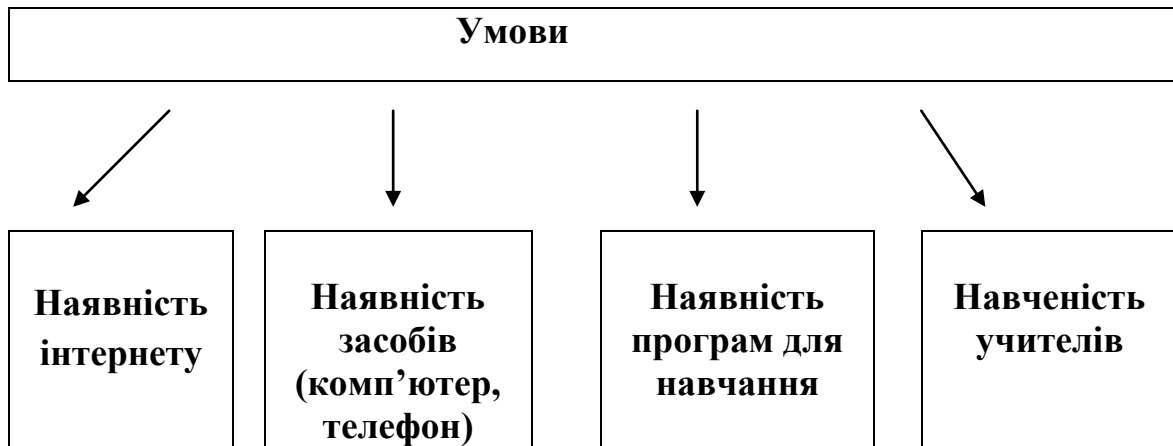 Умови
Наявність
інтернету
Наявність
засобів
(комп’ютер,
телефон)
Наявність
програм для
навчання
Навченість
учителів